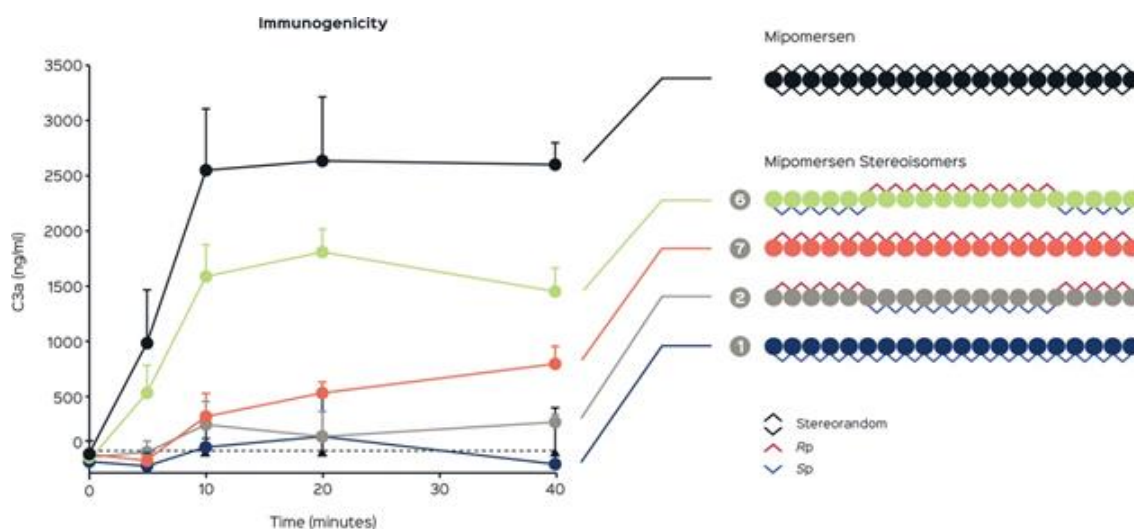 Immunogenicity
3500
3000
2500
2000
1500
1000
500
0
C3a (ng/ml)
0
10
20
30
40
Time (minutes)
Mipomersen
Mipomersen Stereoisomers
6
7
2
1
Stereorandom
Rp
Sp